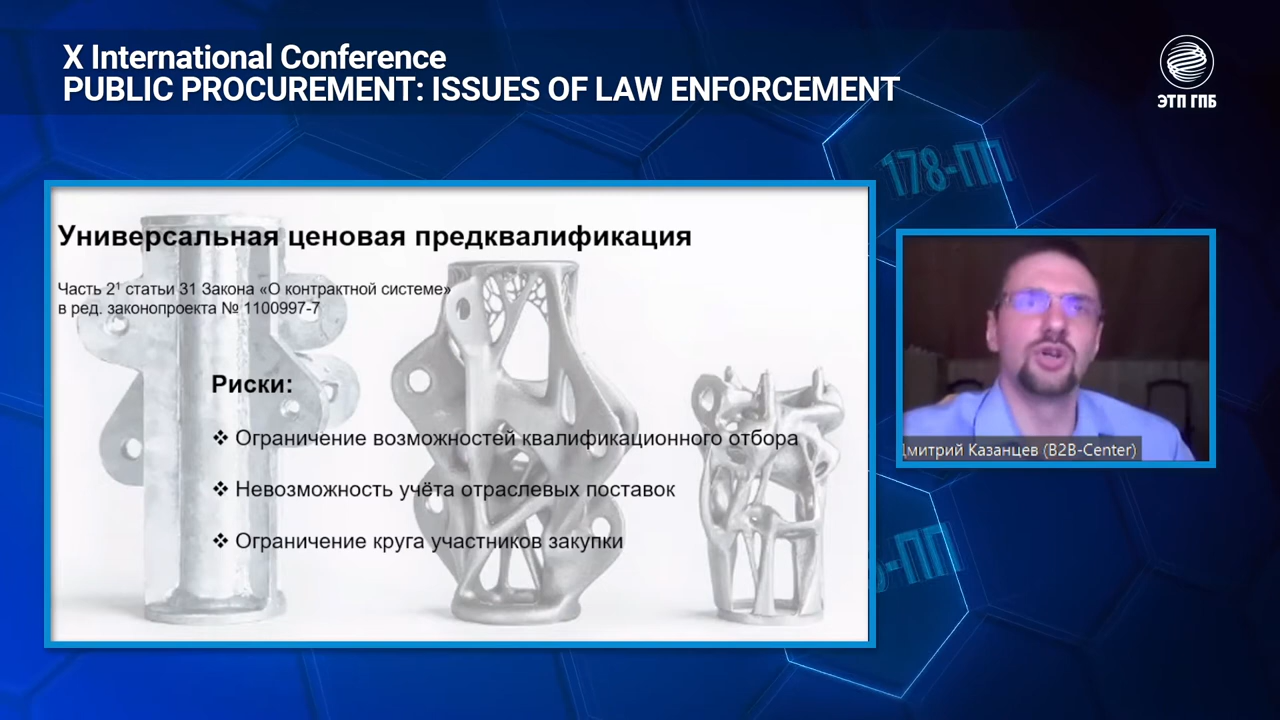 X International Conference
PUBLIC PROCUREMENT: ISSUES OF LAW ENFORCEMENT
ЭТП ГПБ
178-ПП
Универсальная ценовая предквалификация
Часть 2¹ статьи 31 Закона «О контрактной системе»
в ред. законопроекта № 1100997-7
Риски:
❖ Ограничение возможностей квалификационного отбора
❖ Невозможность учёта отраслевых поставок
❖ Ограничение круга участников закупки
Дмитрий Казанцев (B2B-Center)
-ПП